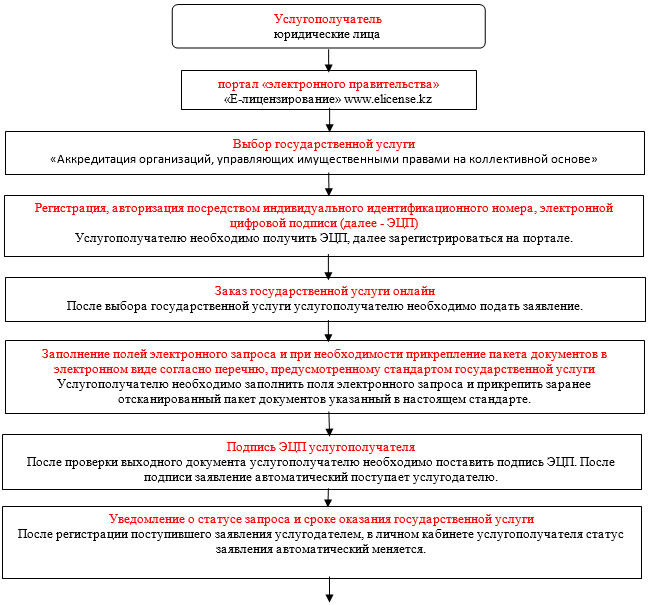 Услугополучатель
юридические лица
портал «электронного правительства»
«Е-лицензирование» www.elicense.kz
Выбор государственной услуги
«Аккредитация организаций, управляющих имущественными правами на коллективной основе»
Регистрация, авторизация посредством индивидуального идентификационного номера, электронной
цифровой подписи (далее - ЭЦП)
Услугополучателю необходимо получить ЭЦП, далее зарегистрироваться на портале.
Заказ государственной услуги онлайн
После выбора государственной услуги услугополучателю необходимо подать заявление.
Заполнение полей электронного запроса и при необходимости прикрепление пакета документов в
электронном виде согласно перечню, предусмотренному стандартом государственной услуги
Услугополучателю необходимо заполнить поля электронного запроса и прикрепить заранее
отсканированный пакет документов указанный в настоящем стандарте.
Подпись ЭЦП услугополучателя
После проверки выходного документа услугополучателю необходимо поставить подпись ЭЦП. После
подписи заявление автоматический поступает услугодателю.
Уведомление о статусе запроса и сроке оказания государственной услуги
После регистрации поступившего заявления услугодателем, в личном кабинете услугополучателя статус
заявления автоматический меняется.